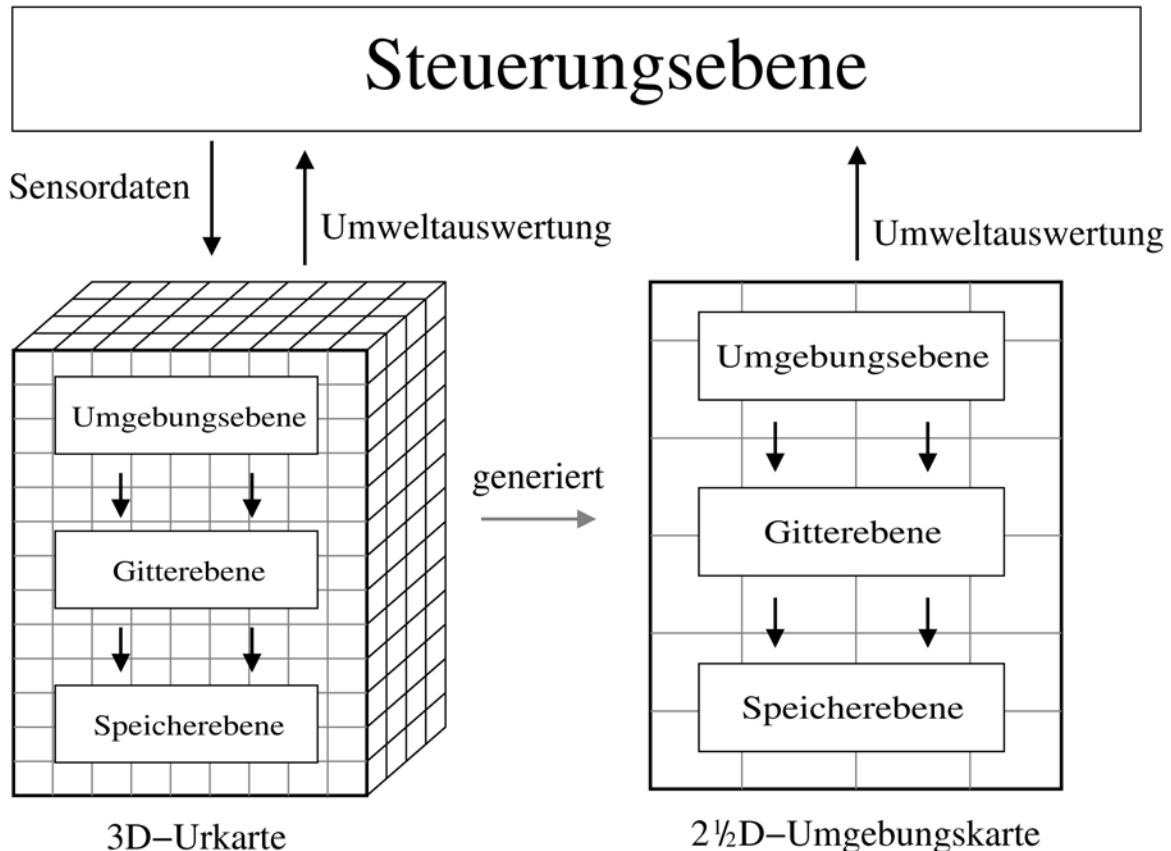 Steuerungsebene
Sensordaten
Umweltauswertung
Umweltauswertung
Umgebungsebene
Gitterebene
Speicherebene
3D–Urkarte
generiert
Umgebungsebene
Gitterebene
Speicherebene
2½D–Umgebungskarte